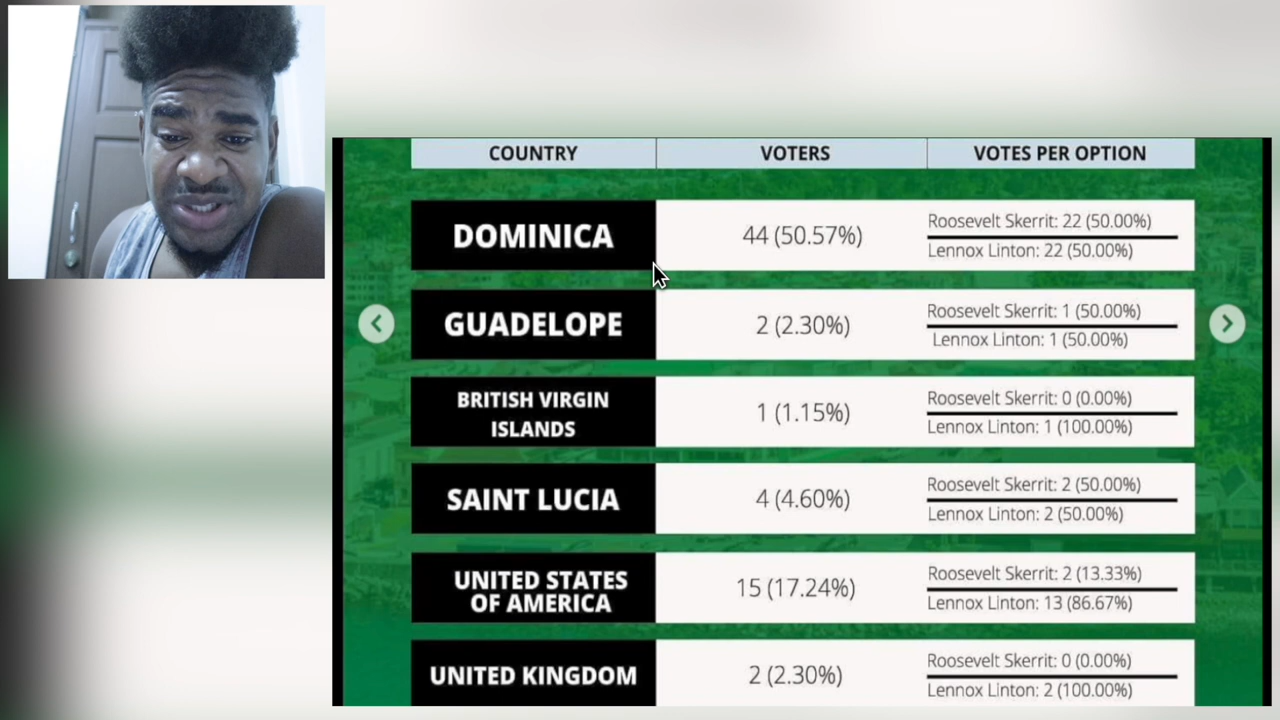 COUNTRY VOTERS VOTES PER OPTION
DOMINICA 44 (50.57%) Roosevelt Skerrit: 22 (50.00%)
Lennox Linton: 22 (50.00%)
GUADELOPE 2 (2.30%) Roosevelt Skerrit: 1 (50.00%)
Lennox Linton: 1 (50.00%)
BRITISH VIRGIN
ISLANDS 1 (1.15%) Roosevelt Skerrit: 0 (0.00%)
Lennox Linton: 1 (100.00%)
SAINT LUCIA 4 (4.60%) Roosevelt Skerrit: 2 (50.00%)
Lennox Linton: 2 (50.00%)
UNITED STATES
OF AMERICA 15 (17.24%) Roosevelt Skerrit: 2 (13.33%)
Lennox Linton: 13 (86.67%)
UNITED KINGDOM 2 (2.30%) Roosevelt Skerrit: 0 (0.00%)
Lennox Linton: 2 (100.00%)